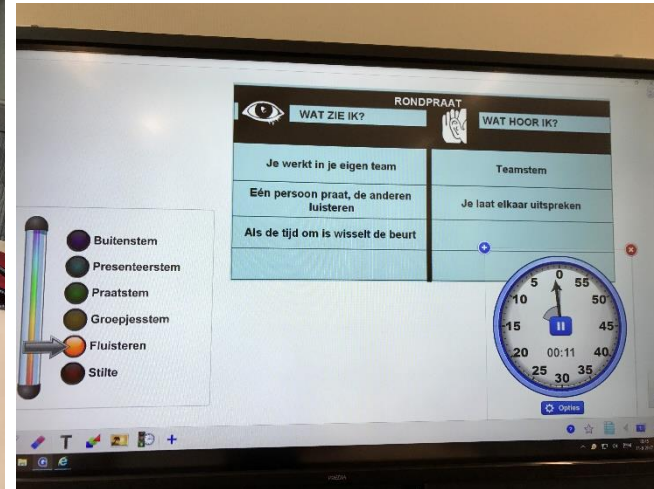 RONDPRAAT
WAT ZIE IK?
WAT HOOR IK?
Je werkt in je eigen team
Teamstem
Eén persoon praat, de anderen
luisteren
Je laat elkaar uitspreken
Als de tijd om is wisselt de beurt
Buitenstem
Presenteerstem
Praatstem
Groepjesstem
Fluisteren
Stilte
0
55
50
45
40
35
30
25
20
15
10
5
00:11
Opties
T